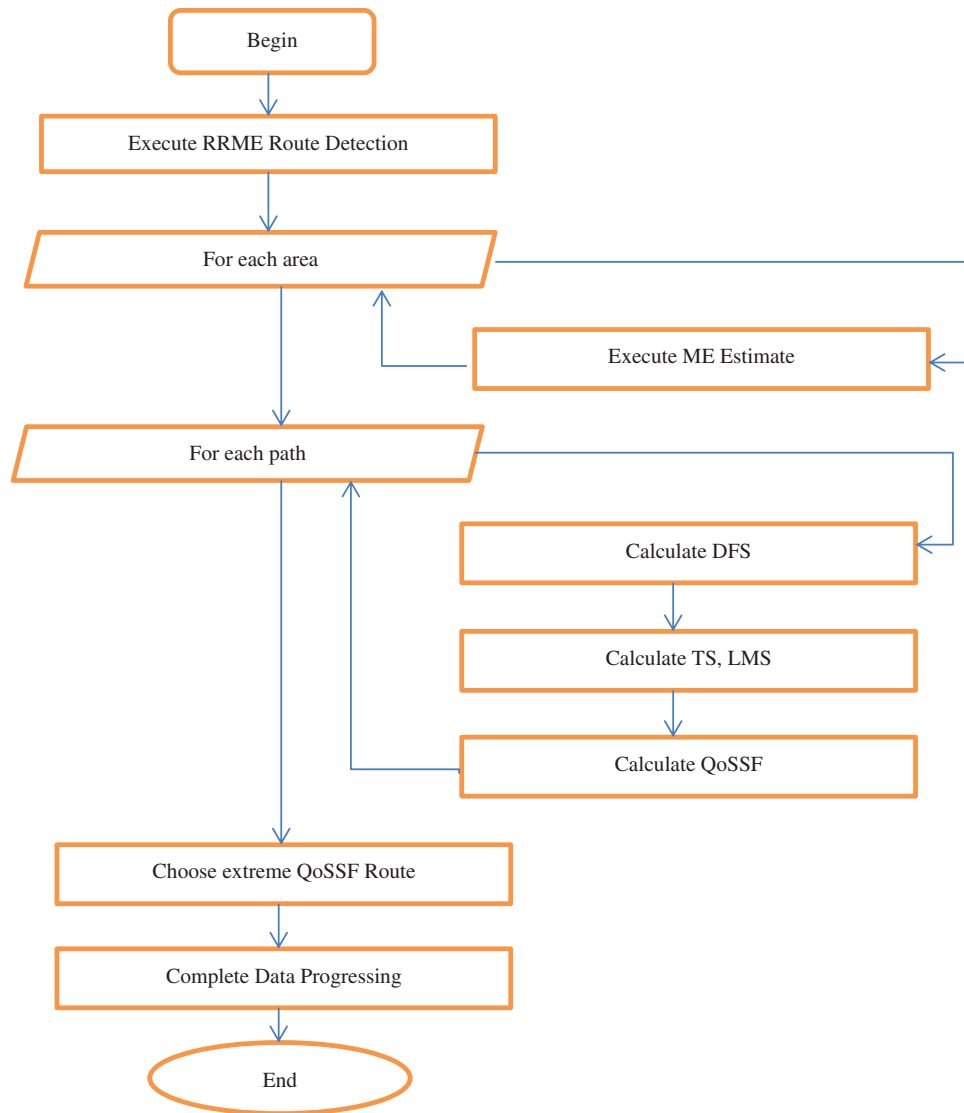 Begin
Execute RRME Route Detection
For each area
Execute ME Estimate
For each path
Calculate DFS
Calculate TS, LMS
Calculate QoSSF
Choose extreme QoSSF Route
Complete Data Progressing
End